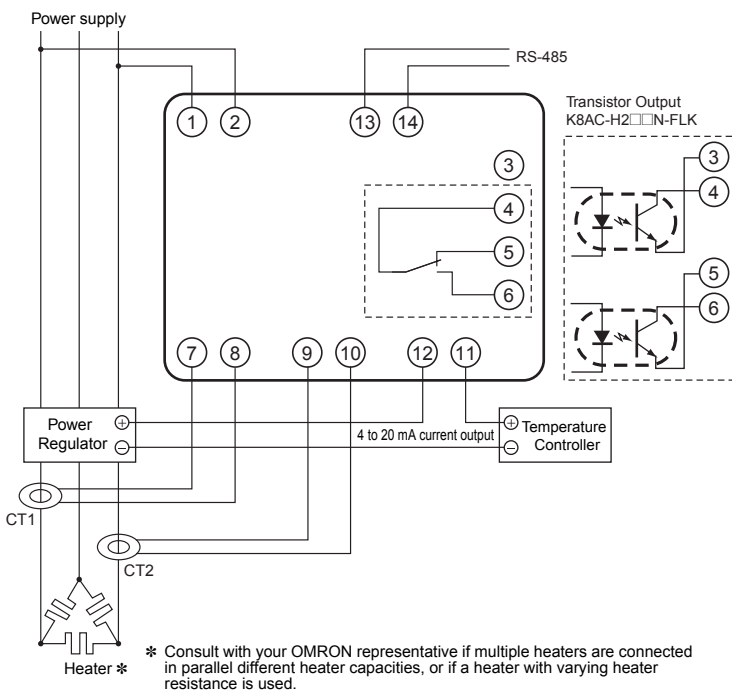 Power supply
RS-485
1
2
13
14
Transistor Output
K8AC-H2□□N-FLK
3
4
5
6
3
4
5
6
7
8
9
10
12
11
Power
Regulator
+
−
4 to 20 mA current output
+
−
Temperature
Controller
CT1
CT2
Heater ✻
✻ Consult with your OMRON representative if multiple heaters are connected
in parallel different heater capacities, or if a heater with varying heater
resistance is used.